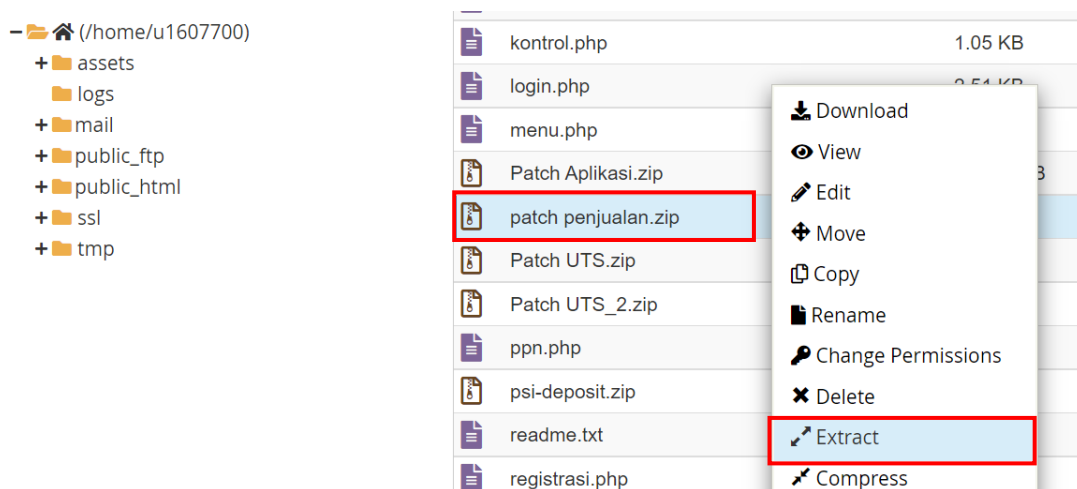 (/home/u1607700)
assets
logs
mail
public_ftp
public_html
ssl
tmp
kontrol.php 1.05 KB
login.php
menu.php
Patch Aplikasi.zip
patch penjualan.zip
Patch UTS.zip
Patch UTS_2.zip
ppn.php
psi-deposit.zip
readme.txt
registrasi.php
Download
View
Edit
Move
Copy
Rename
Change Permissions
Delete
Extract
Compress